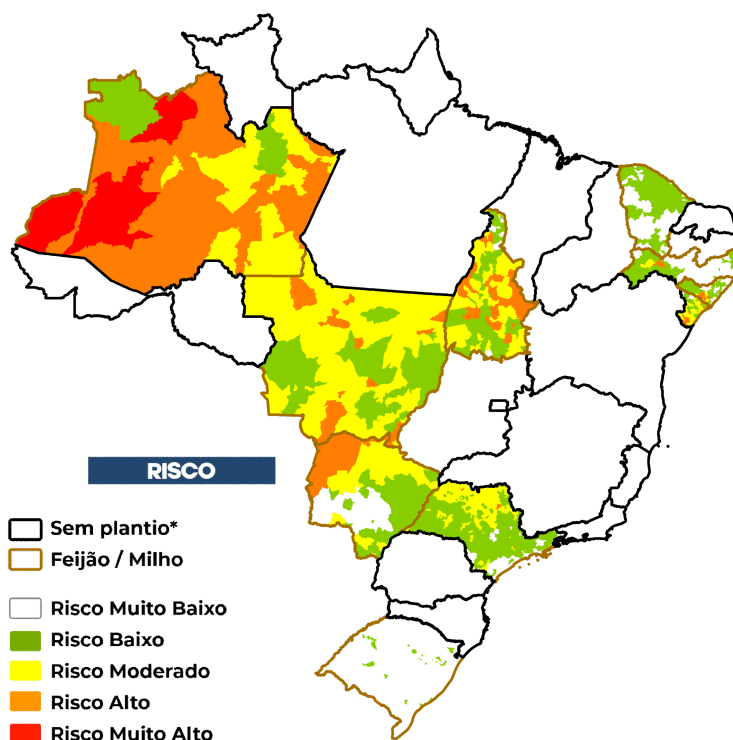 RISCO
Sem plantio*
Feijão / Milho
Risco Muito Baixo
Risco Baixo
Risco Moderado
Risco Alto
Risco Muito Alto